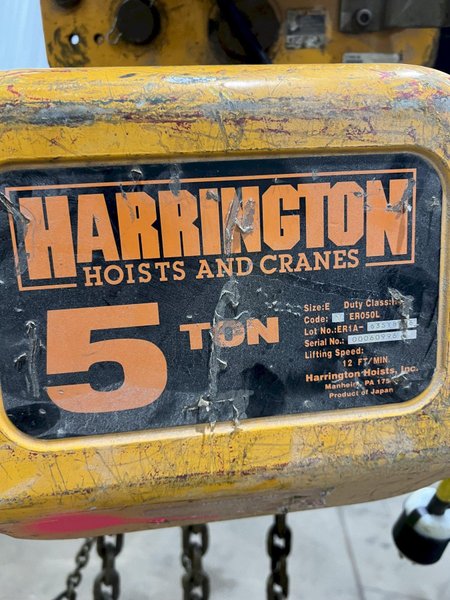 HARRINGTON
HOISTS AND CRANES
5 TON
Size:E Duty Class:
Code: ER050L
Lot No.:ER1A-
Serial No.:
Lifting Speed:
12 FT/MIN.
Harrington Hoists, Inc.
Manheim, PA 175
Product of Japan